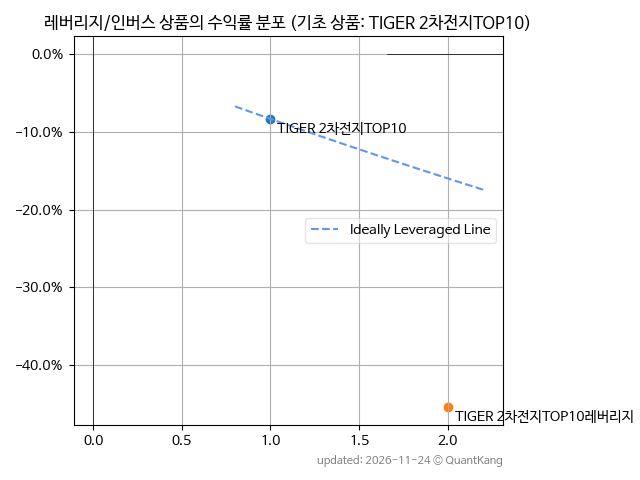 레버리지/인버스 상품의 수익률 분포 (기초 상품: TIGER 2차전지TOP10)
0.0%
−10.0%
−20.0%
−30.0%
−40.0%
TIGER 2차전지TOP10
Ideally Leveraged Line
TIGER 2차전지TOP10레버리지
0.0 0.5 1.0 1.5 2.0
updated: 2026-11-24 © QuantKang